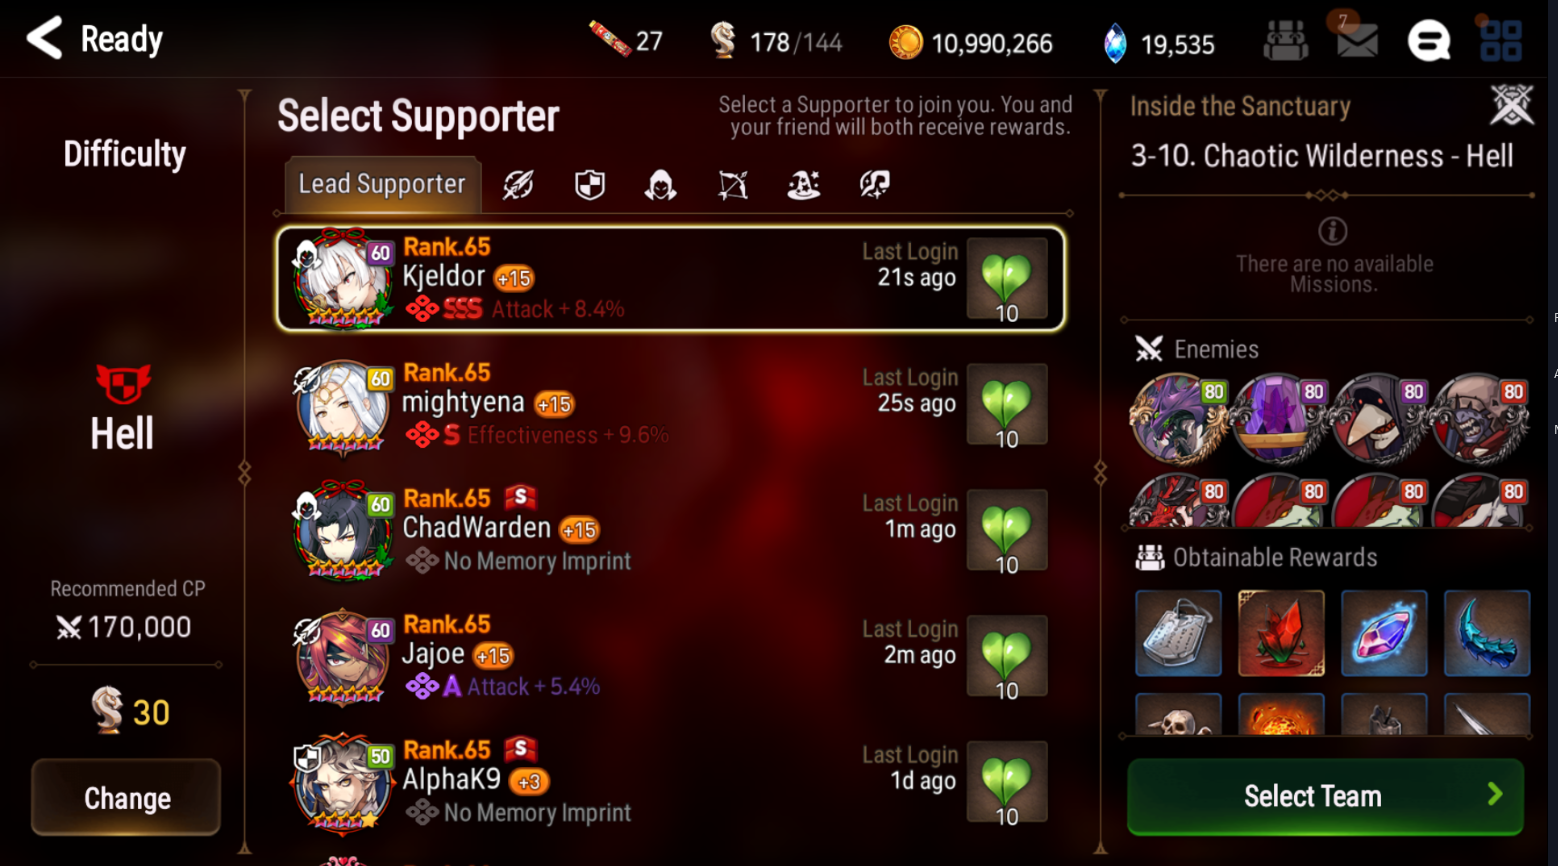 Ready
27
178/144
10,990,266
19,535
7
Difficulty
Hell
Recommended CP
170,000
30
Change
Select Supporter
Select a Supporter to join you. You and
your friend will both receive rewards.
Lead Supporter
60
Rank.65
Kjeldor +15
SSS Attack + 8.4%
Last Login
21s ago
10
60
Rank.65
mightyena +15
S Effectiveness + 9.6%
Last Login
25s ago
10
60
Rank.65 S
ChadWarden +15
No Memory Imprint
Last Login
1m ago
10
60
Rank.65
Jajoe +15
A Attack + 5.4%
Last Login
2m ago
10
50
Rank.65 S
AlphaK9 +3
No Memory Imprint
Last Login
1d ago
10
Inside the Sanctuary
3-10. Chaotic Wilderness - Hell
There are no available
Missions.
Enemies
80 80 80 80
80 80 80 80
Obtainable Rewards
Select Team